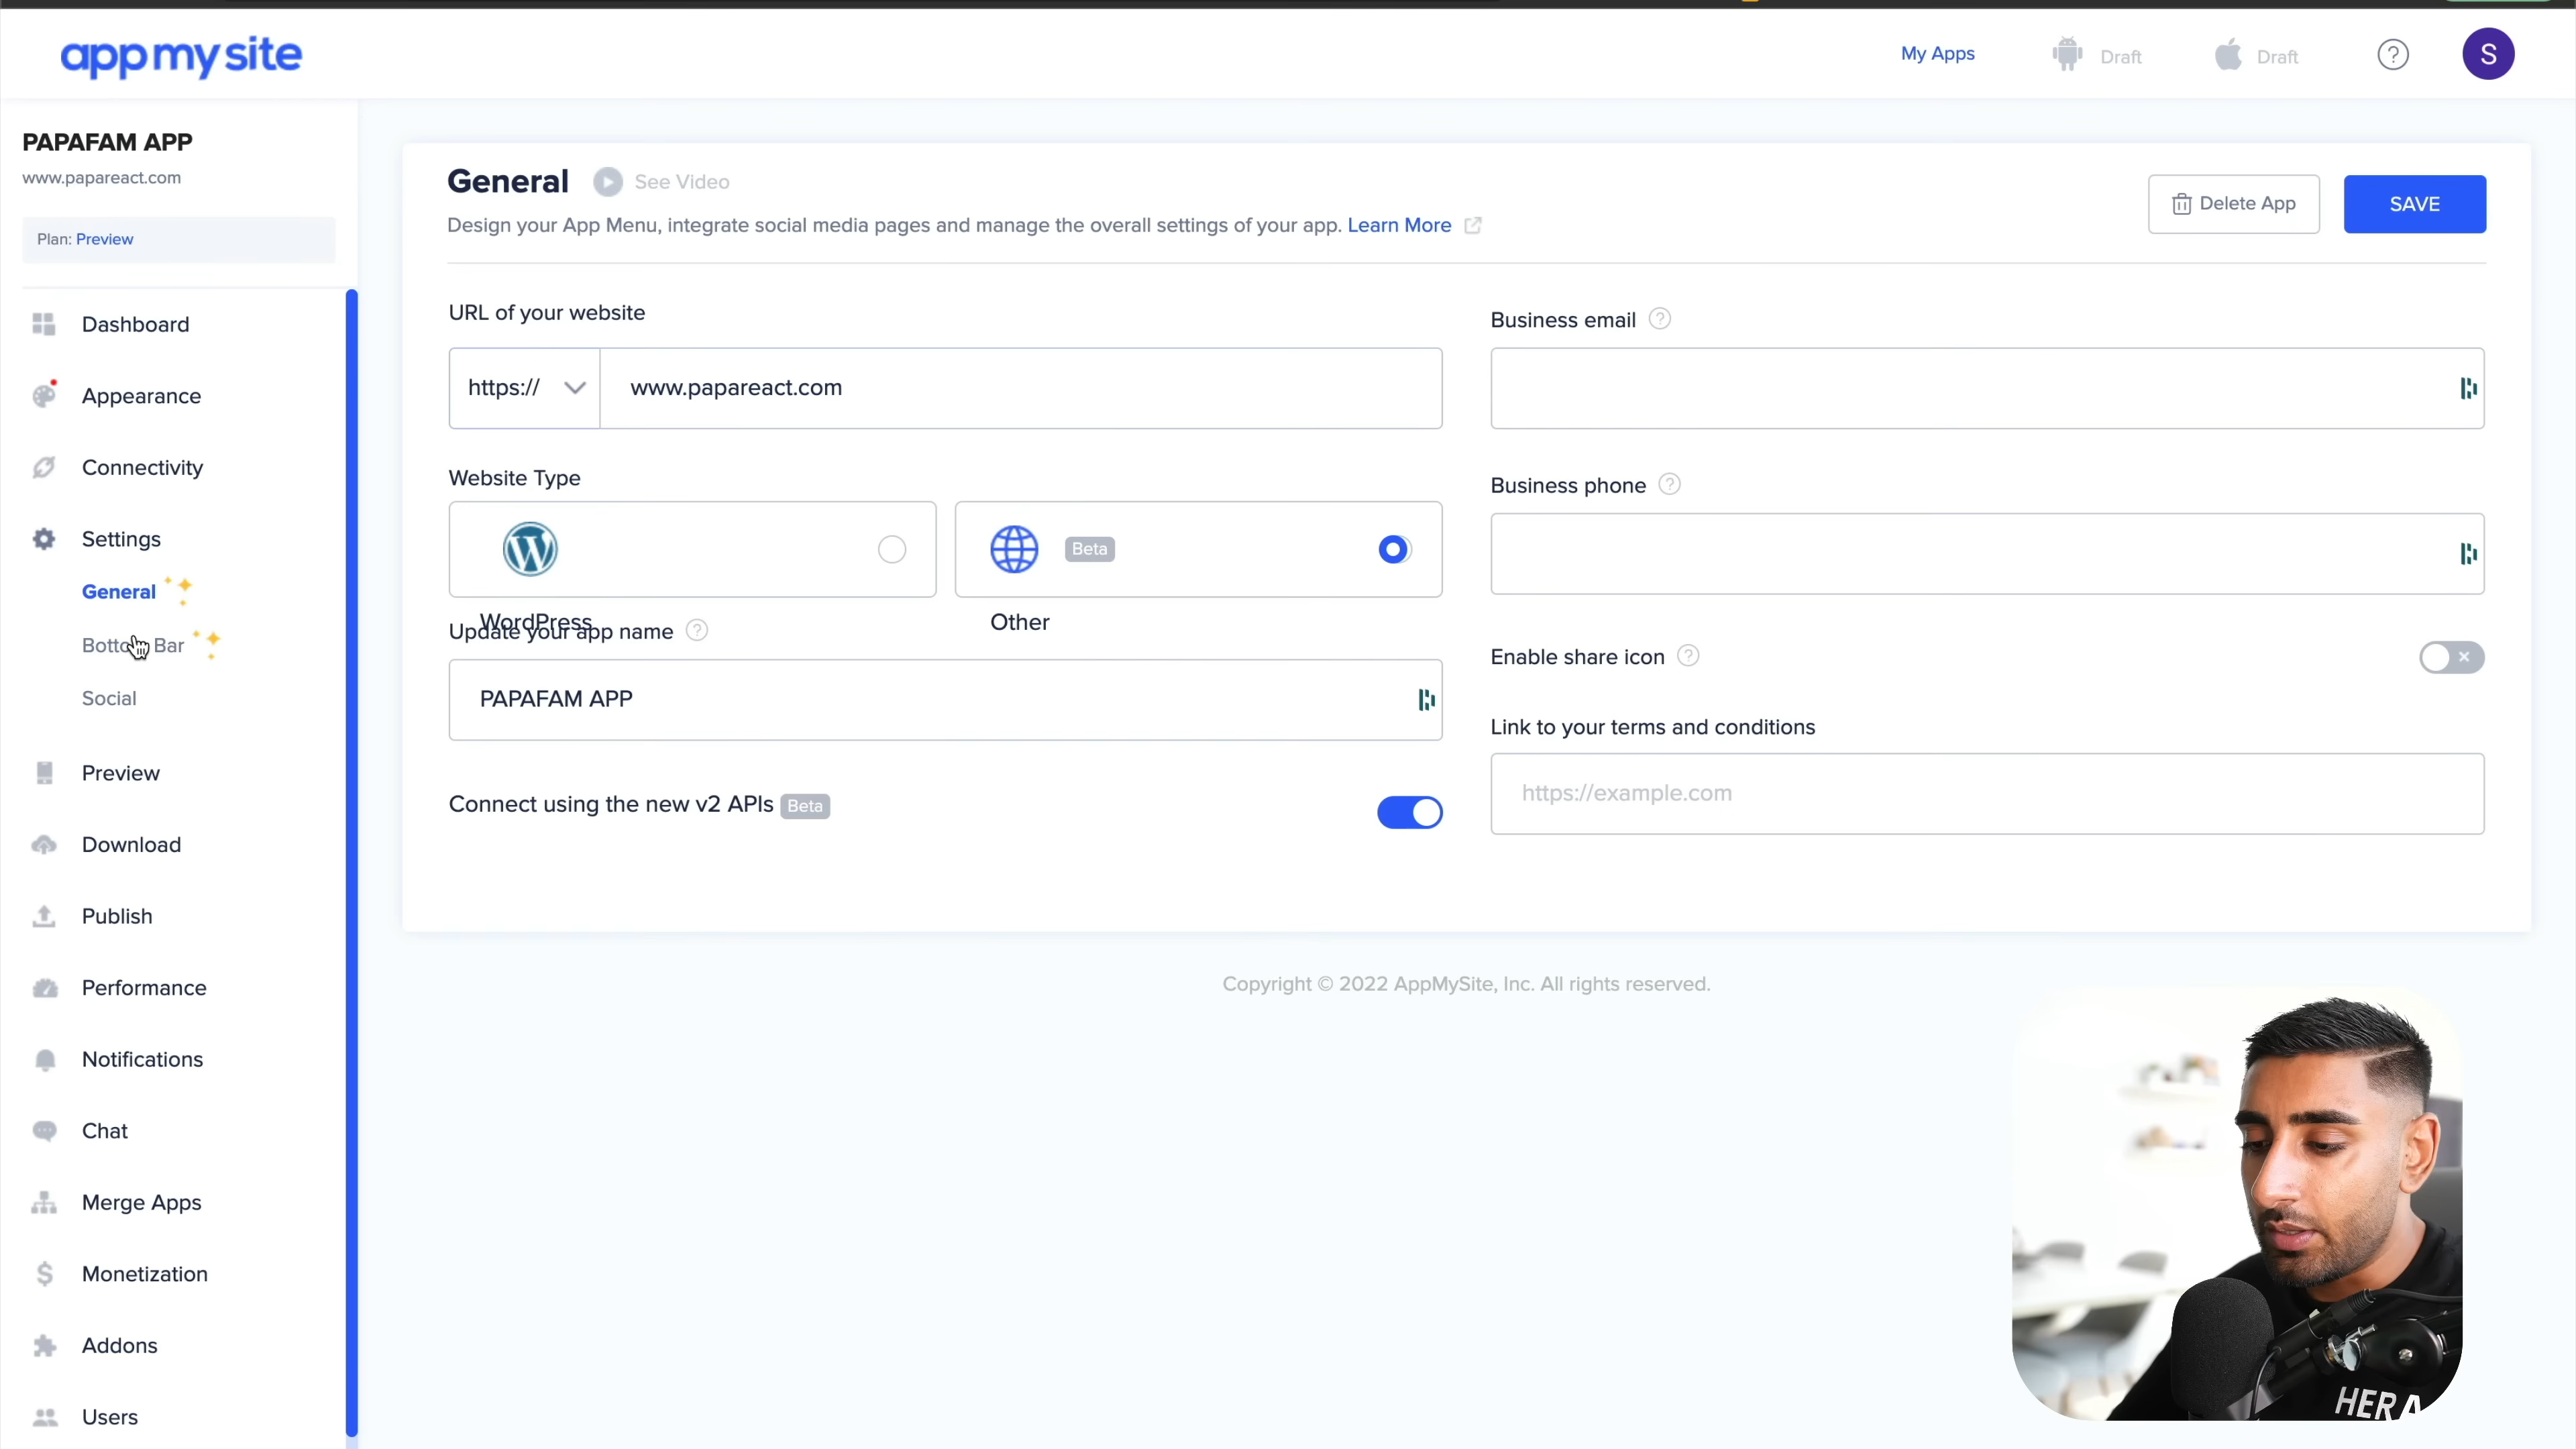 app my site
My Apps
Draft
Draft
?
S
PAPAFAM APP
www.papareact.com
Plan: Preview
Dashboard
Appearance
Connectivity
Settings
General
Bottom Bar
Social
Preview
Download
Publish
Performance
Notifications
Chat
Merge Apps
Monetization
Addons
Users
General
See Video
Design your App Menu, integrate social media pages and manage the overall settings of your app. Learn More
Delete App
SAVE
URL of your website
https://
www.papareact.com
Website Type
Beta
WordPress
Other
Update your app name ?
PAPAFAM APP
Connect using the new v2 APIs Beta
Business email ?
Business phone ?
Enable share icon ?
Link to your terms and conditions
https://example.com
Copyright © 2022 AppMySite, Inc. All rights reserved.
HERA